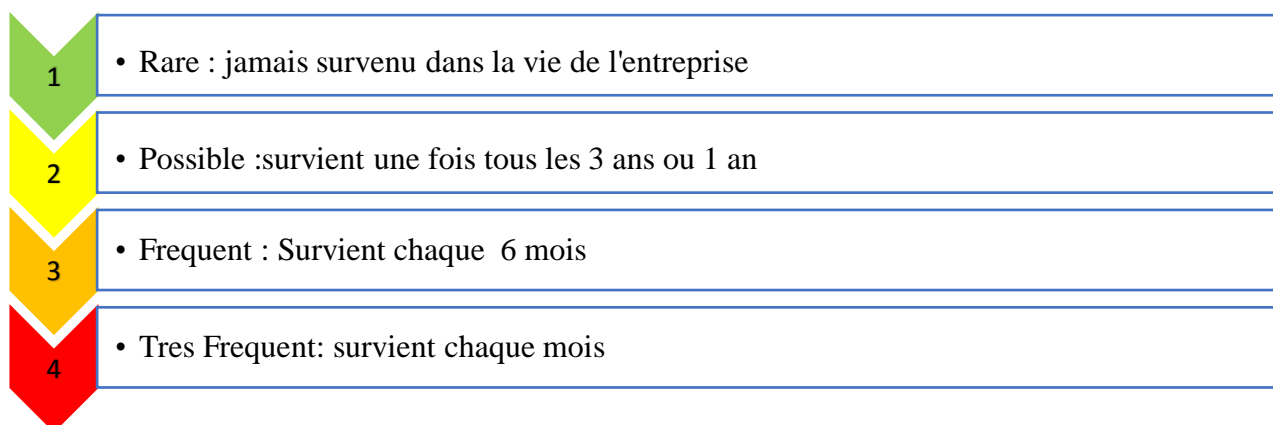 1
• Rare : jamais survenu dans la vie de l'entreprise
2
• Possible :survient une fois tous les 3 ans ou 1 an
3
• Frequent : Survient chaque  6 mois
4
• Tres Frequent: survient chaque mois